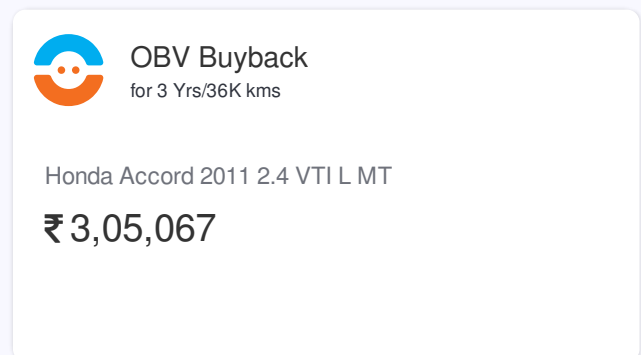 OBV Buyback
for 3 Yrs/36K kms
Honda Accord 2011 2.4 VTI L MT
₹ 3,05,067